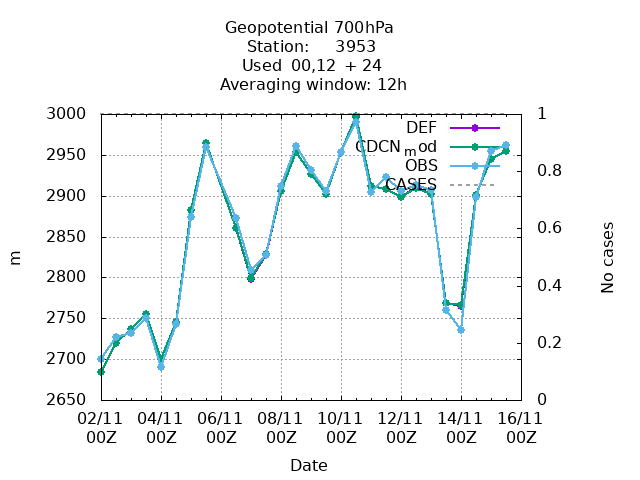 Geopotential 700hPa
Station: 3953
Used 00,12 + 24
Averaging window: 12h
3000
2950
2900
2850
2800
2750
2700
2650
m
DEF
CDCN mod
OBS
CASES
1
0.8
0.6
0.4
0.2
0
No cases
02/11 04/11 06/11 08/11 10/11 12/11 14/11 16/11
00Z 00Z 00Z 00Z 00Z 00Z 00Z 00Z
Date